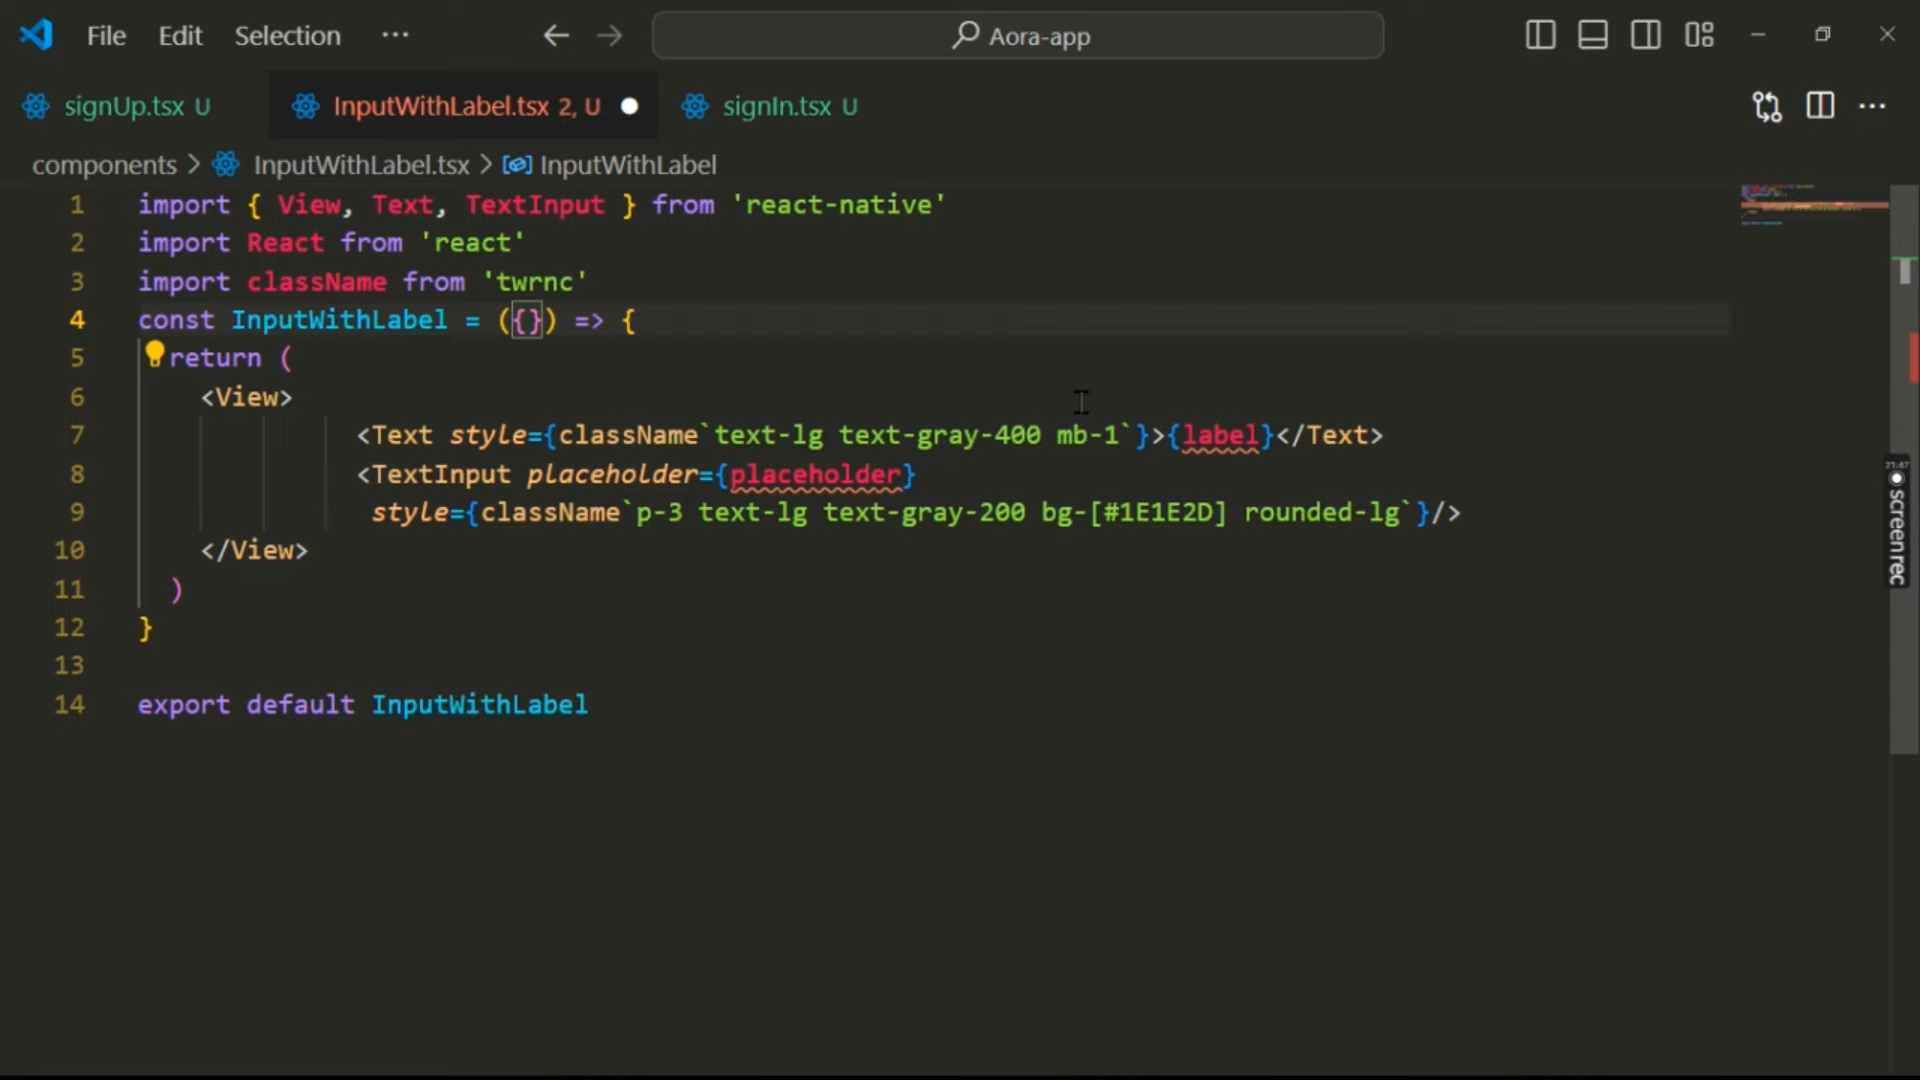 File Edit Selection ··· Aora-app
signUp.tsx U InputWithLabel.tsx 2, U signIn.tsx U
components > InputWithLabel.tsx > InputWithLabel
1 import { View, Text, TextInput } from 'react-native'
2 import React from 'react'
3 import className from 'twrnc'
4 const InputWithLabel = ({}) => {
5 return (
6 <View>
7 <Text style={className`text-lg text-gray-400 mb-1`}>{label}</Text>
8 <TextInput placeholder={placeholder}
9 style={className`p-3 text-lg text-gray-200 bg-[#1E1E2D] rounded-lg`}/>
10 </View>
11 )
12 }
13
14 export default InputWithLabel
screenrec